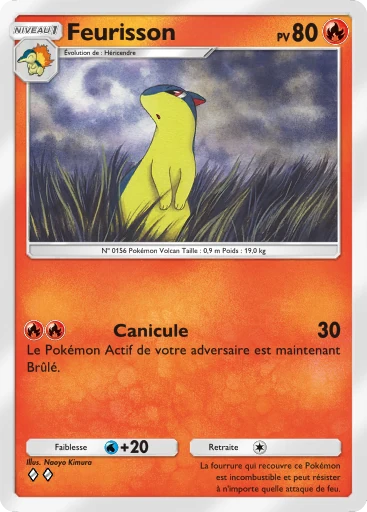 NIVEAU 1
Feurisson
PV 80
Évolution de : Héricendre
N° 0156 Pokémon Volcan Taille : 0,9 m Poids : 19,0 kg
Canicule 30
Le Pokémon Actif de votre adversaire est maintenant
Brûlé.
Faiblesse +20
Retraite
Illus. Naoyo Kimura
La fourrure qui recouvre ce Pokémon
est incombustible et peut résister
à n'importe quelle attaque de feu.